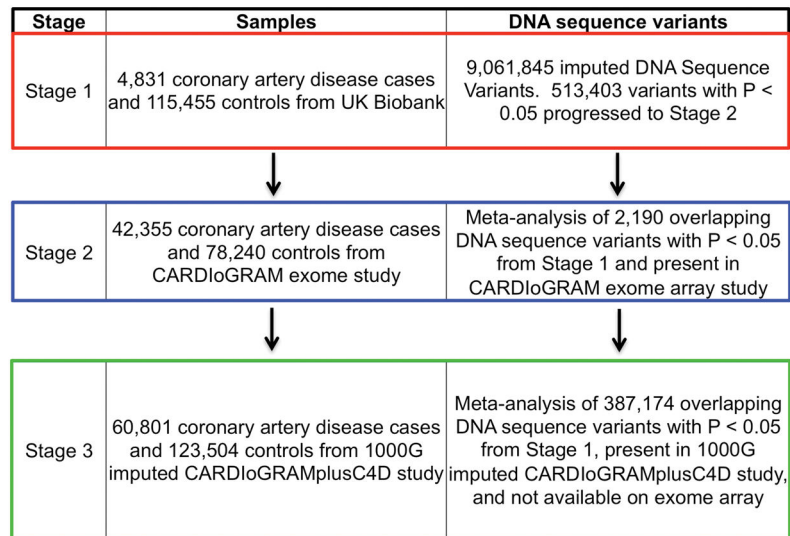 Stage
Samples
DNA sequence variants
Stage 1
4,831 coronary artery disease cases
and 115,455 controls from UK Biobank
9,061,845 imputed DNA Sequence
Variants.  513,403 variants with P <
0.05 progressed to Stage 2
Stage 2
42,355 coronary artery disease cases
and 78,240 controls from
CARDIoGRAM exome study
Meta-analysis of 2,190 overlapping
DNA sequence variants with P < 0.05
from Stage 1 and present in
CARDIoGRAM exome array study
Stage 3
60,801 coronary artery disease cases
and 123,504 controls from 1000G
imputed CARDIoGRAMplusC4D study
Meta-analysis of 387,174 overlapping
DNA sequence variants with P < 0.05
from Stage 1, present in 1000G
imputed CARDIoGRAMplusC4D study,
and not available on exome array